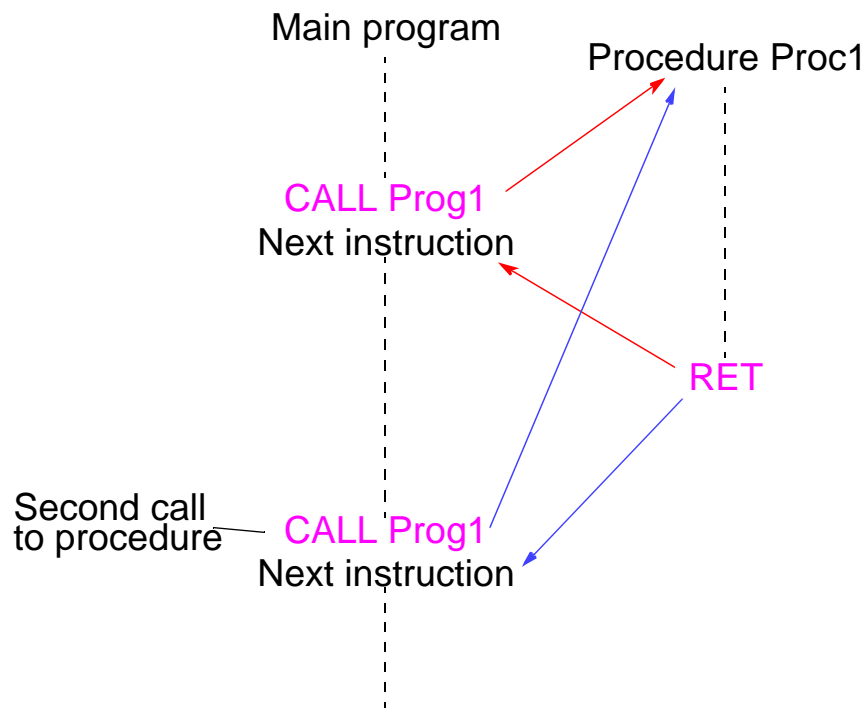 Main program
Procedure Proc1
CALL Prog1
Next instruction
RET
Second call
to procedure
CALL Prog1
Next instruction